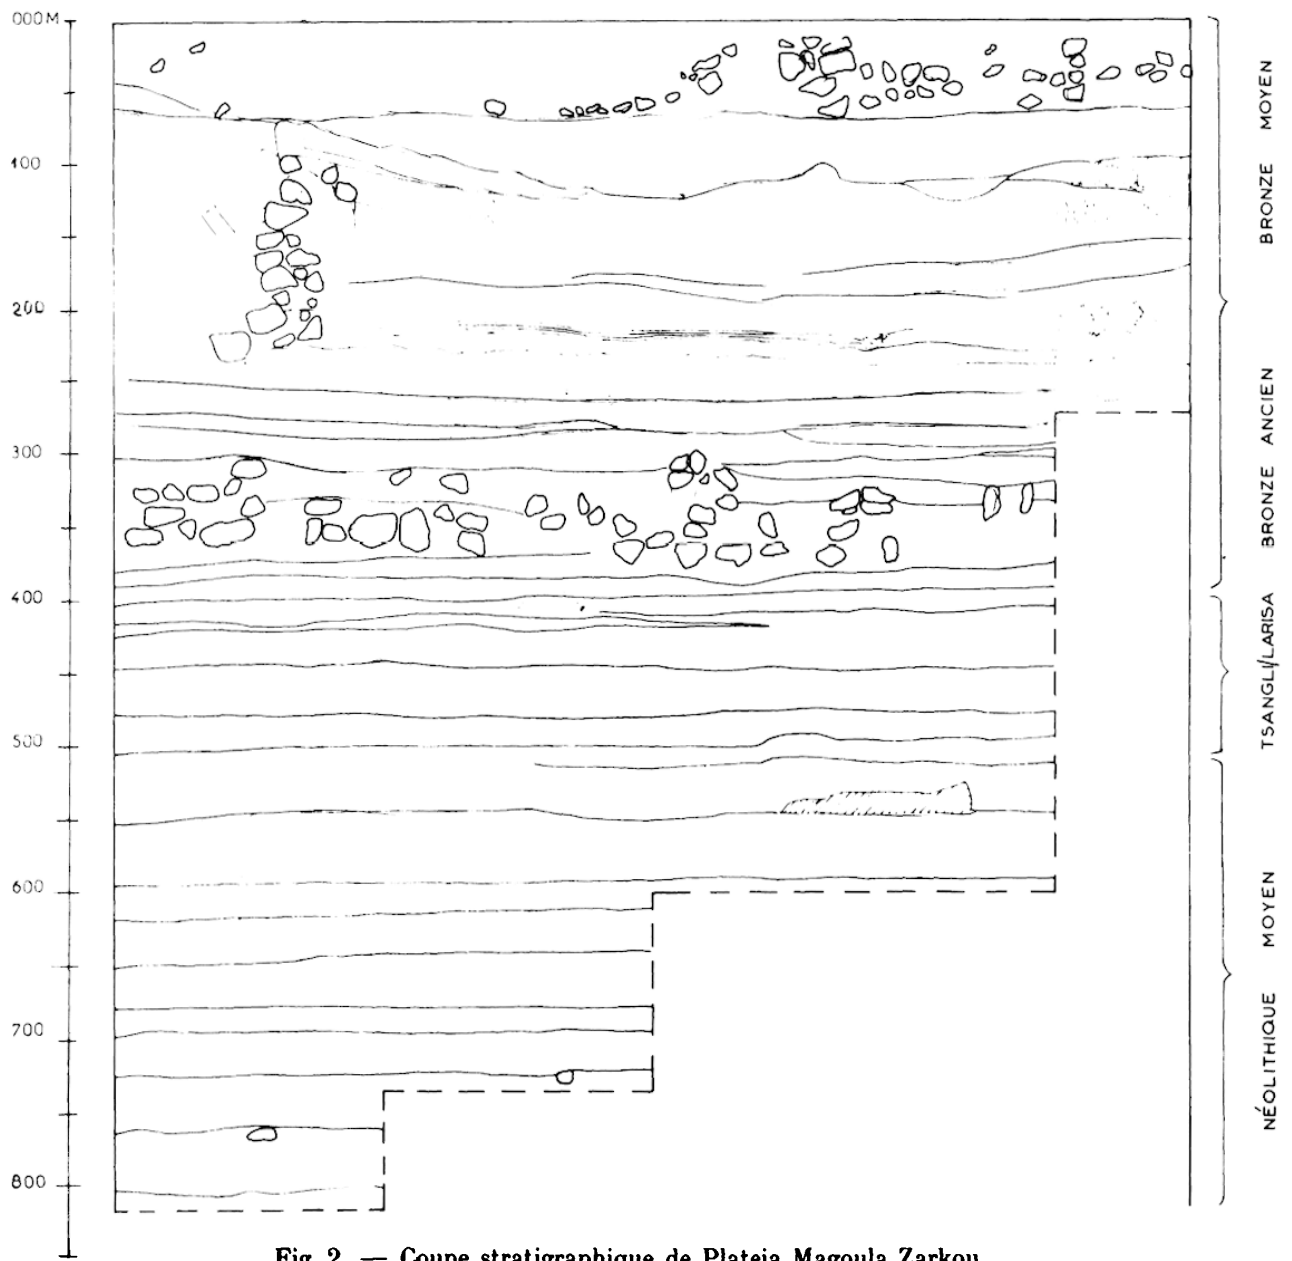 000M
100
200
300
400
500
600
700
800
BRONZE MOYEN
BRONZE ANCIEN
TSANGLI/LARISA
NÉOLITHIQUE MOYEN
Fig. 2. — Coupe stratigraphique de Plateia Magoula Zarkou